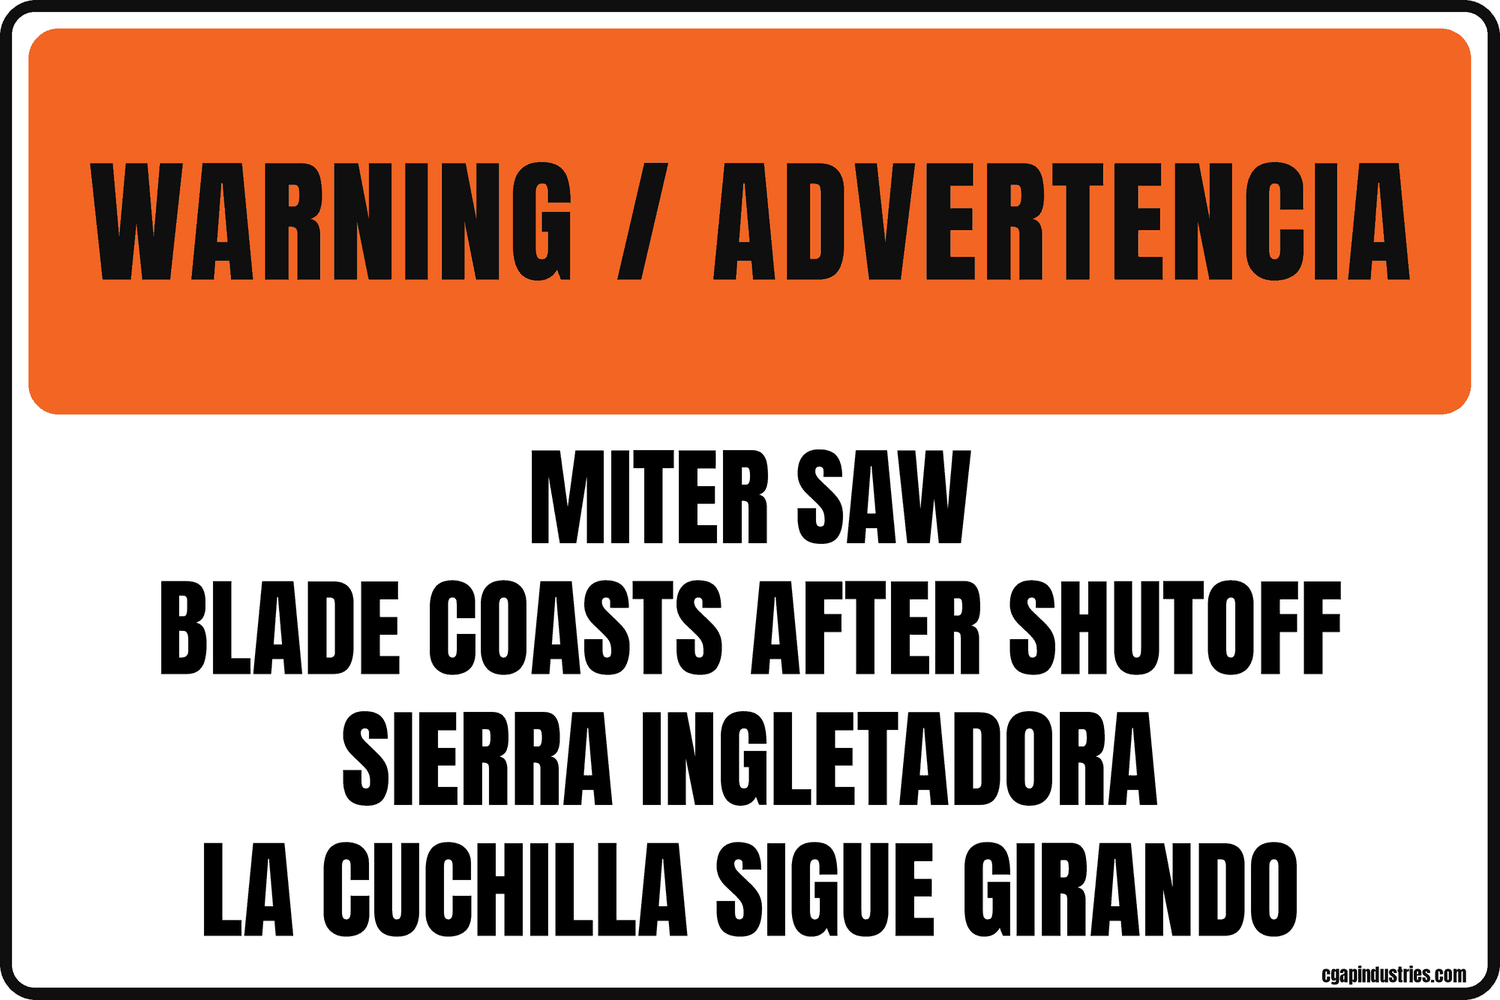 WARNING / ADVERTENCIA
MITER SAW
BLADE COASTS AFTER SHUTOFF
SIERRA INGLETADORA
LA CUCHILLA SIGUE GIRANDO
cgapindustries.com